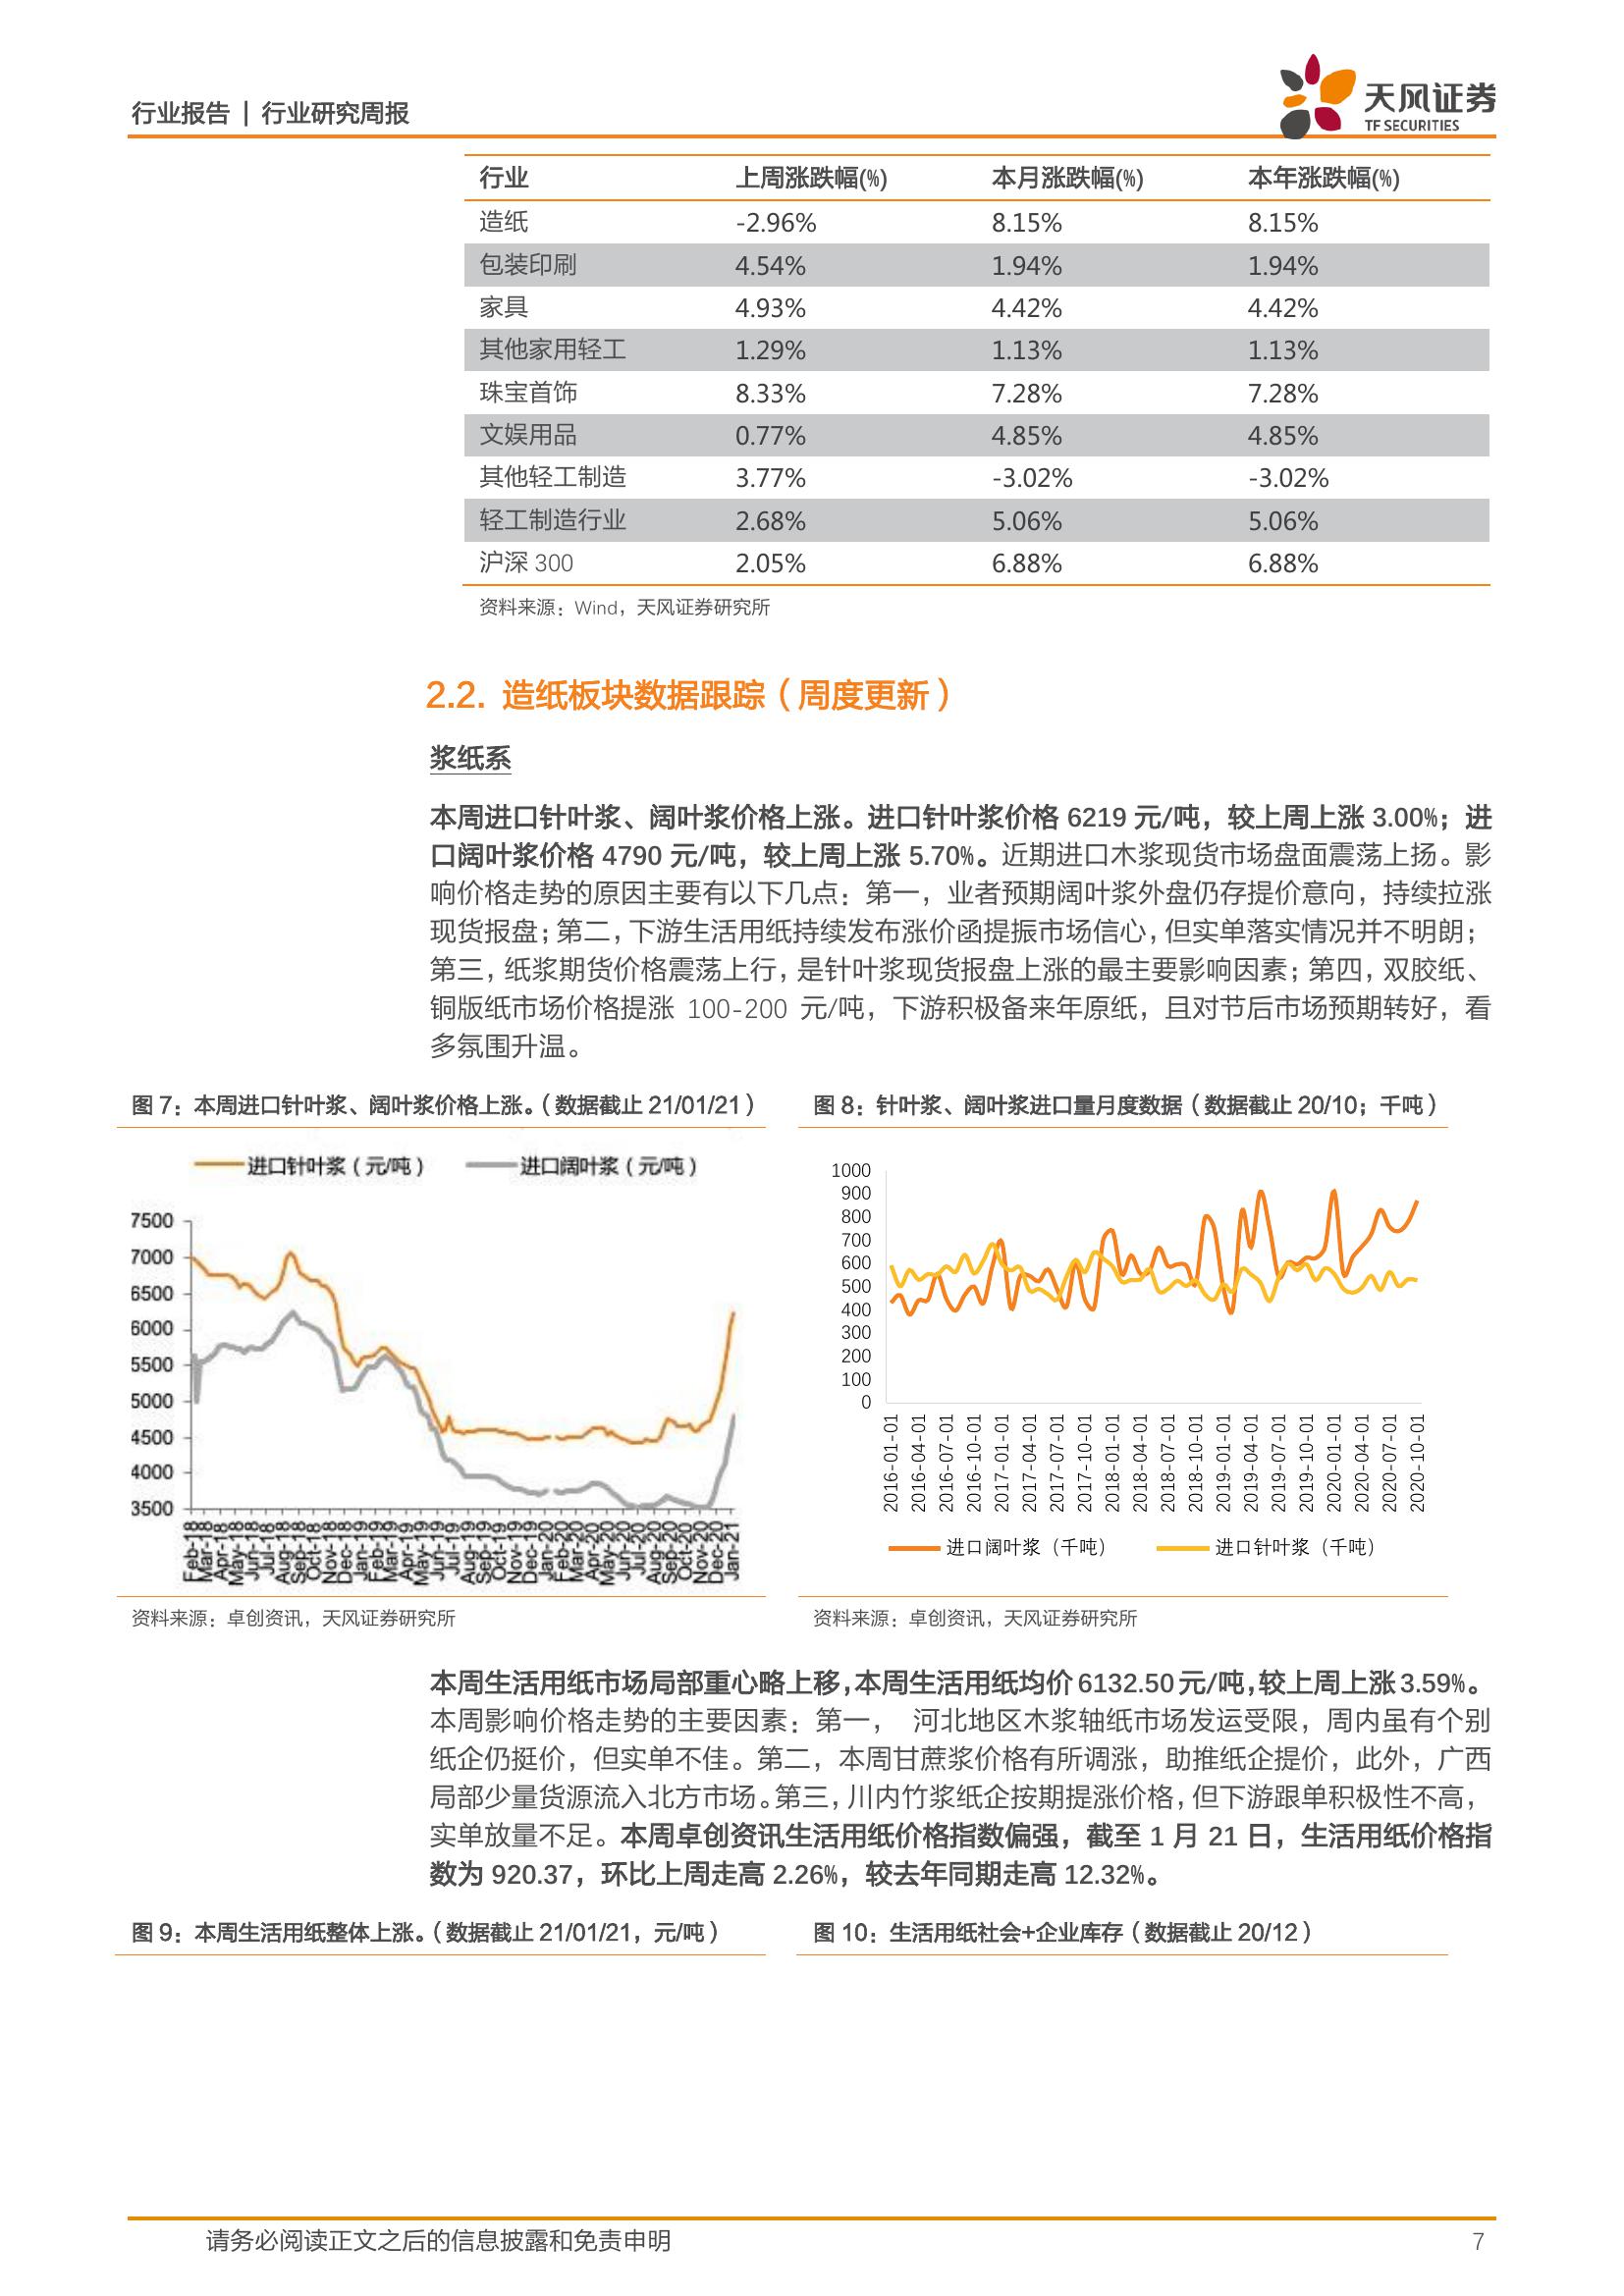 行业报告 | 行业研究周报
天风证券
TF SECURITIES
行业 上周涨跌幅(%) 本月涨跌幅(%) 本年涨跌幅(%)
造纸 -2.96% 8.15% 8.15%
包装印刷 4.54% 1.94% 1.94%
家具 4.93% 4.42% 4.42%
其他家用轻工 1.29% 1.13% 1.13%
珠宝首饰 8.33% 7.28% 7.28%
文娱用品 0.77% 4.85% 4.85%
其他轻工制造 3.77% -3.02% -3.02%
轻工制造行业 2.68% 5.06% 5.06%
沪深 300 2.05% 6.88% 6.88%
资料来源：Wind，天风证券研究所
2.2. 造纸板块数据跟踪（周度更新）
浆纸系
本周进口针叶浆、阔叶浆价格上涨。进口针叶浆价格 6219 元/吨，较上周上涨 3.00%；进
口阔叶浆价格 4790 元/吨，较上周上涨 5.70%。近期进口木浆现货市场盘面震荡上扬。影
响价格走势的原因主要有以下几点：第一，业者预期阔叶浆外盘仍存提价意向，持续拉涨
现货报盘；第二，下游生活用纸持续发布涨价函提振市场信心，但实单落实情况并不明朗；
第三，纸浆期货价格震荡上行，是针叶浆现货报盘上涨的最主要影响因素；第四，双胶纸、
铜版纸市场价格提涨 100-200 元/吨，下游积极备来年原纸，且对节后市场预期转好，看
多氛围升温。
图 7：本周进口针叶浆、阔叶浆价格上涨。（数据截止 21/01/21）
进口针叶浆（元/吨） 进口阔叶浆（元/吨）
7500
7000
6500
6000
5500
5000
4500
4000
3500
Feb-18 Mar-18 Apr-18 May-18 Jun-18 Jul-18 Aug-18 Sep-18 Oct-18 Nov-18 Dec-18 Jan-19 Feb-19 Mar-19 Apr-19 May-19 Jun-19 Jul-19 Aug-19 Sep-19 Oct-19 Nov-19 Dec-19 Jan-20 Feb-20 Mar-20 Apr-20 May-20 Jun-20 Jul-20 Aug-20 Sep-20 Oct-20 Nov-20 Dec-20 Jan-21
资料来源：卓创资讯，天风证券研究所
图 8：针叶浆、阔叶浆进口量月度数据（数据截止 20/10；千吨）
1000
900
800
700
600
500
400
300
200
100
0
2016-01-01 2016-04-01 2016-07-01 2016-10-01 2017-01-01 2017-04-01 2017-07-01 2017-10-01 2018-01-01 2018-04-01 2018-07-01 2018-10-01 2019-01-01 2019-04-01 2019-07-01 2019-10-01 2020-01-01 2020-04-01 2020-07-01 2020-10-01
进口阔叶浆（千吨） 进口针叶浆（千吨）
资料来源：卓创资讯，天风证券研究所
本周生活用纸市场局部重心略上移，本周生活用纸均价 6132.50 元/吨，较上周上涨 3.59%。
本周影响价格走势的主要因素：第一， 河北地区木浆轴纸市场发运受限，周内虽有个别
纸企仍挺价，但实单不佳。第二，本周甘蔗浆价格有所调涨，助推纸企提价，此外，广西
局部少量货源流入北方市场。第三，川内竹浆纸企按期提涨价格，但下游跟单积极性不高，
实单放量不足。本周卓创资讯生活用纸价格指数偏强，截至 1 月 21 日，生活用纸价格指
数为 920.37，环比上周走高 2.26%，较去年同期走高 12.32%。
图 9：本周生活用纸整体上涨。（数据截止 21/01/21，元/吨）
图 10：生活用纸社会+企业库存（数据截止 20/12）
请务必阅读正文之后的信息披露和免责申明
7